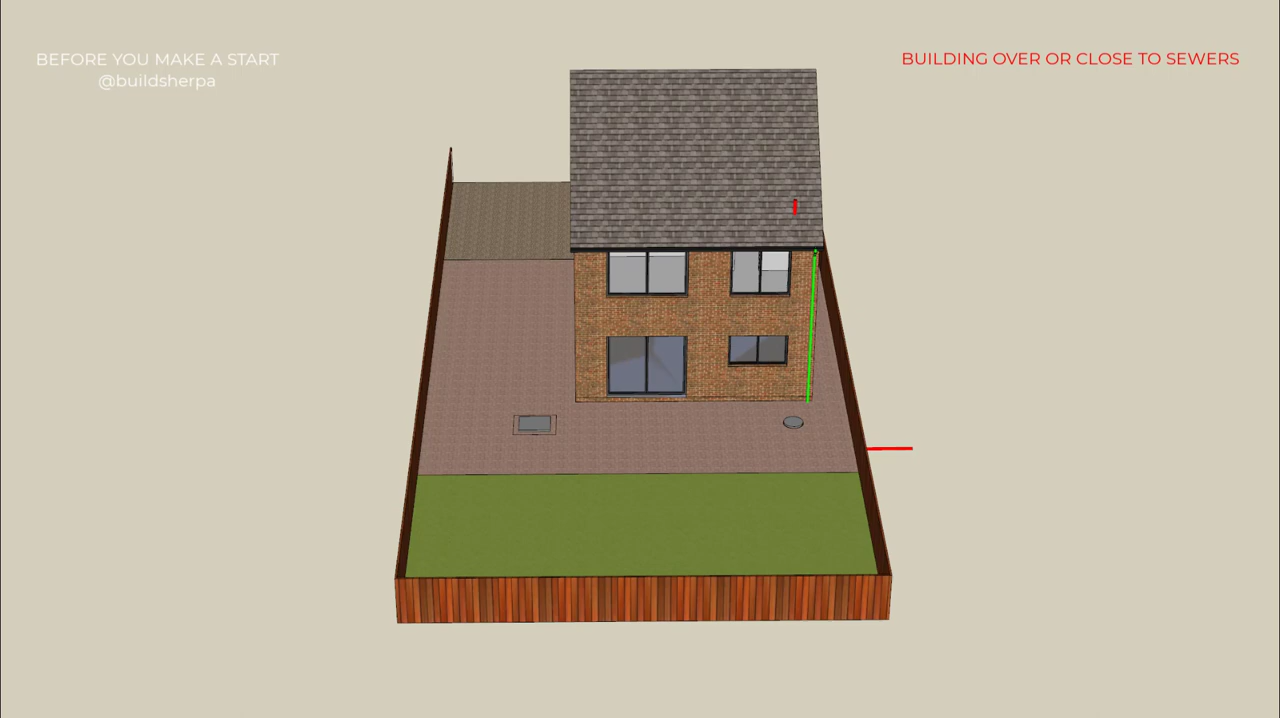 BEFORE YOU MAKE A START
@buildsherpa
BUILDING OVER OR CLOSE TO SEWERS